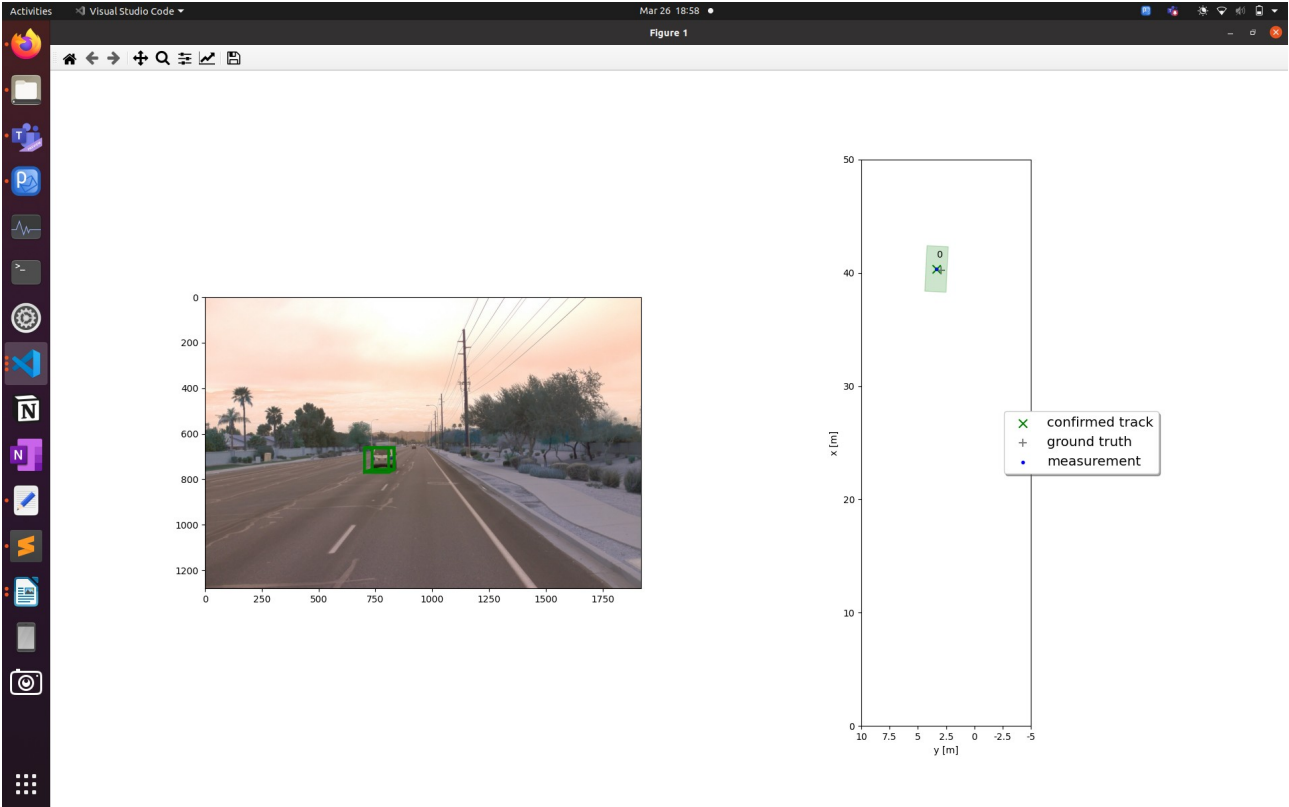 Activities
Visual Studio Code
Mar 26 18:58
Figure 1
0
200
400
600
800
1000
1200
0 250 500 750 1000 1250 1500 1750
50
40
30
20
10
0
x [m]
10 7.5 5 2.5 0 -2.5 -5
y [m]
0
confirmed track
ground truth
measurement